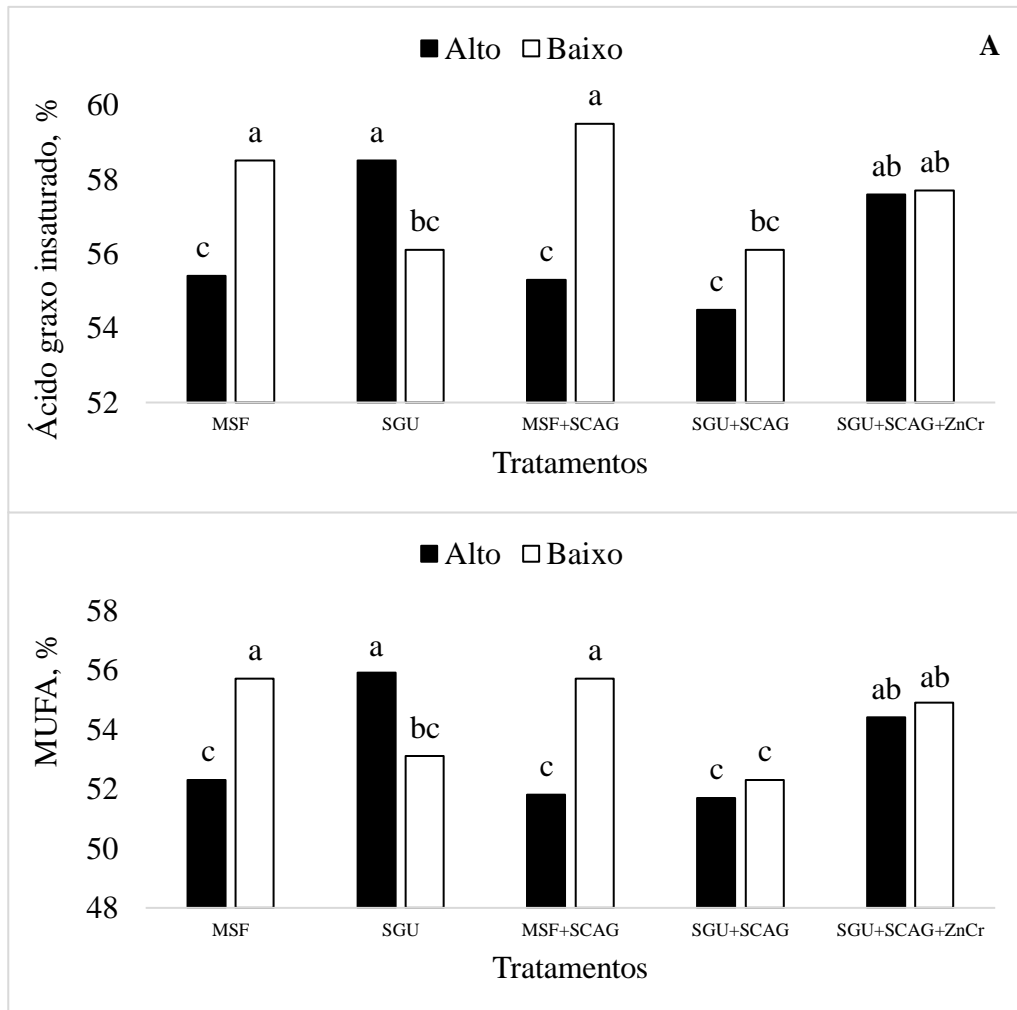 Alto Baixo
A
Ácido graxo insaturado, %
60
58
56
54
52
c a a bc c a c bc ab ab
MSF SGU MSF+SCAG SGU+SCAG SGU+SCAG+ZnCr
Tratamentos
Alto Baixo
MUFA, %
58
56
54
52
50
48
c a a bc c a c c ab ab
MSF SGU MSF+SCAG SGU+SCAG SGU+SCAG+ZnCr
Tratamentos